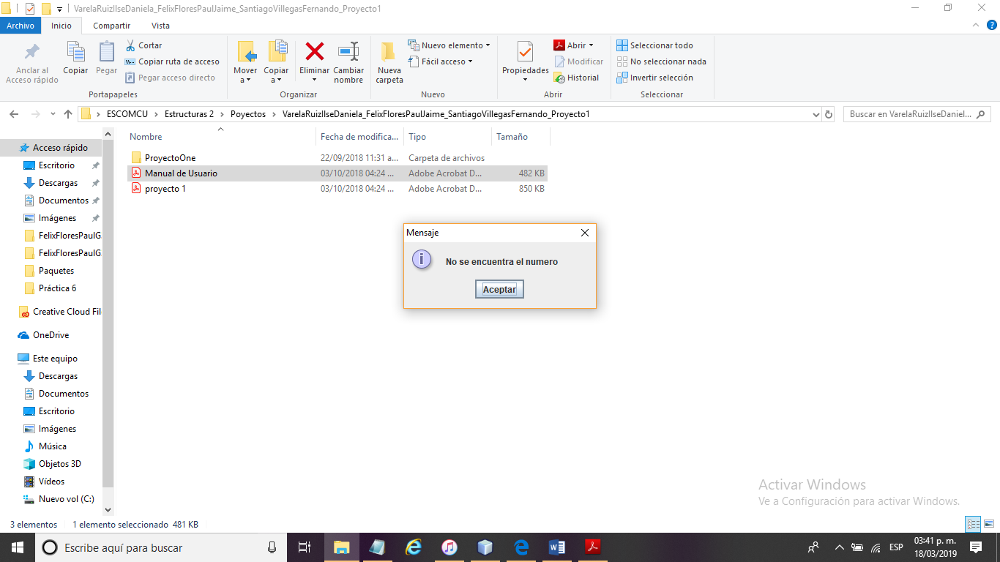 VarelaRuizIlseDaniela_FelixFloresPaulJaime_SantiagoVillegasFernando_Proyecto1
Archivo Inicio Compartir Vista
Anclar al Acceso rápido
Copiar
Pegar
Cortar
Copiar ruta de acceso
Pegar acceso directo
Portapapeles
Mover a
Copiar a
Eliminar
Cambiar nombre
Organizar
Nueva carpeta
Nuevo elemento
Fácil acceso
Nuevo
Propiedades
Abrir
Modificar
Historial
Abrir
Seleccionar todo
No seleccionar nada
Invertir selección
Seleccionar
ESCOMCU > Estructuras 2 > Poyectos > VarelaRuizIlseDaniela_FelixFloresPaulJaime_SantiagoVillegasFernando_Proyecto1
Buscar en VarelaRuizIlseDaniel...
Nombre Fecha de modifica... Tipo Tamaño
ProyectoOne 22/09/2018 11:31 a... Carpeta de archivos
Manual de Usuario 03/10/2018 04:24 ... Adobe Acrobat D... 482 KB
proyecto 1 03/10/2018 04:24 ... Adobe Acrobat D... 850 KB
Acceso rápido
Escritorio
Descargas
Documentos
Imágenes
FelixFloresPaulG
FelixFloresPaulG
Paquetes
Práctica 6
Creative Cloud Fil
OneDrive
Este equipo
Descargas
Documentos
Escritorio
Imágenes
Música
Objetos 3D
Vídeos
Nuevo vol (C:)
Mensaje
No se encuentra el numero
Aceptar
Activar Windows
Ve a Configuración para activar Windows.
3 elementos 1 elemento seleccionado 481 KB
Escribe aquí para buscar
ESP
03:41 p. m.
18/03/2019